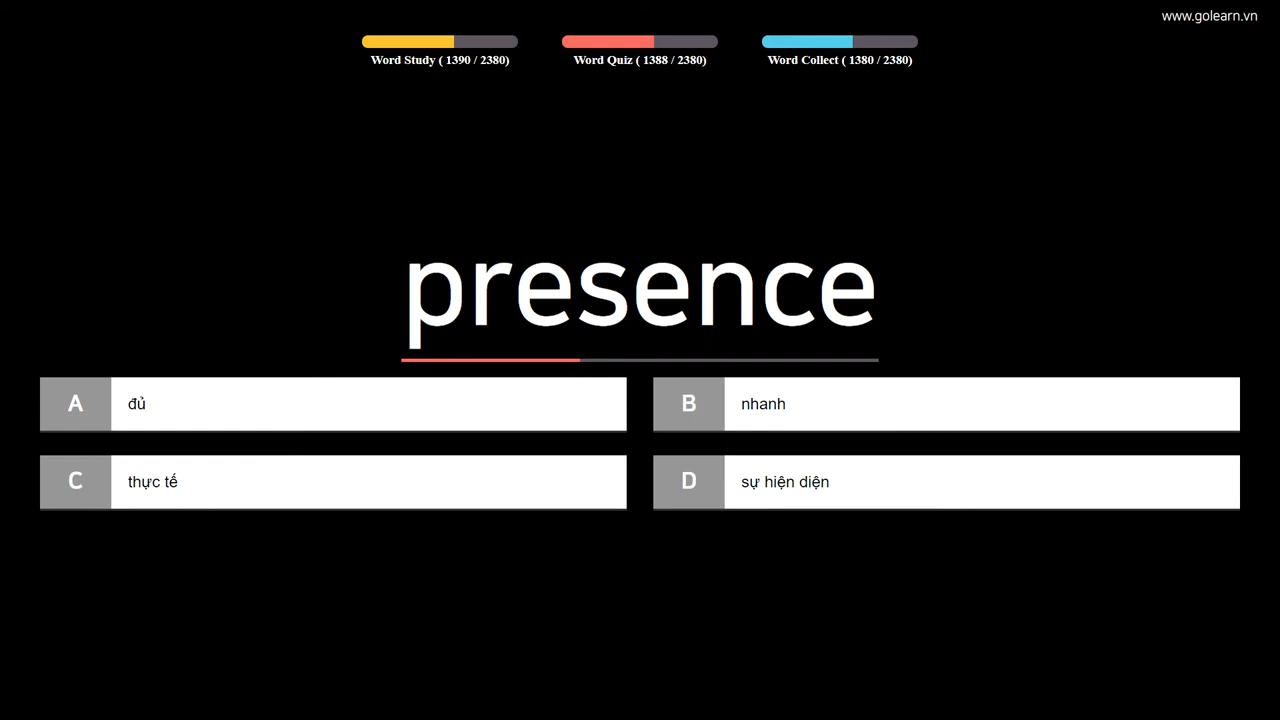 www.golearn.vn
Word Study ( 1390 / 2380)
Word Quiz ( 1388 / 2380)
Word Collect ( 1380 / 2380)
presence
A đủ
B nhanh
C thực tế
D sự hiện diện